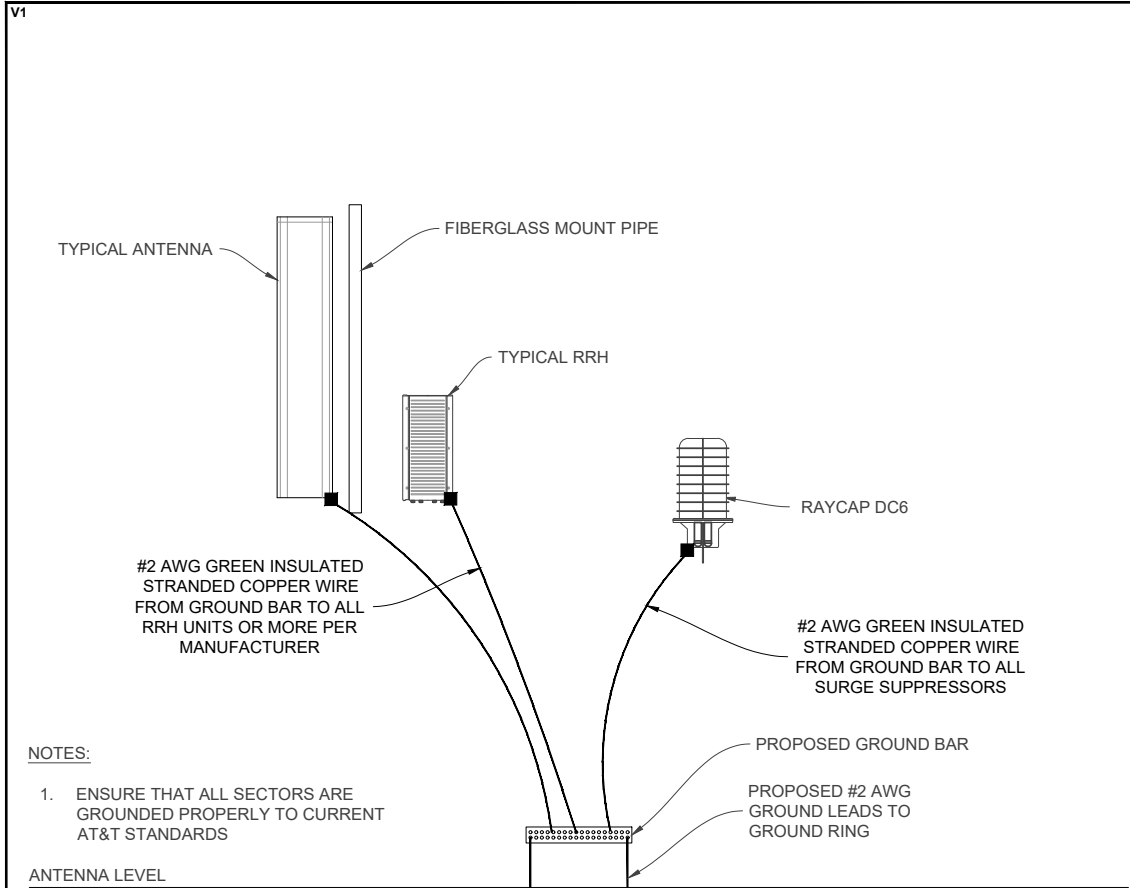 V1
TYPICAL ANTENNA
FIBERGLASS MOUNT PIPE
TYPICAL RRH
RAYCAP DC6
#2 AWG GREEN INSULATED
STRANDED COPPER WIRE
FROM GROUND BAR TO ALL
RRH UNITS OR MORE PER
MANUFACTURER
#2 AWG GREEN INSULATED
STRANDED COPPER WIRE
FROM GROUND BAR TO ALL
SURGE SUPPRESSORS
NOTES:
1. ENSURE THAT ALL SECTORS ARE
GROUNDED PROPERLY TO CURRENT
AT&T STANDARDS
PROPOSED GROUND BAR
PROPOSED #2 AWG
GROUND LEADS TO
GROUND RING
ANTENNA LEVEL